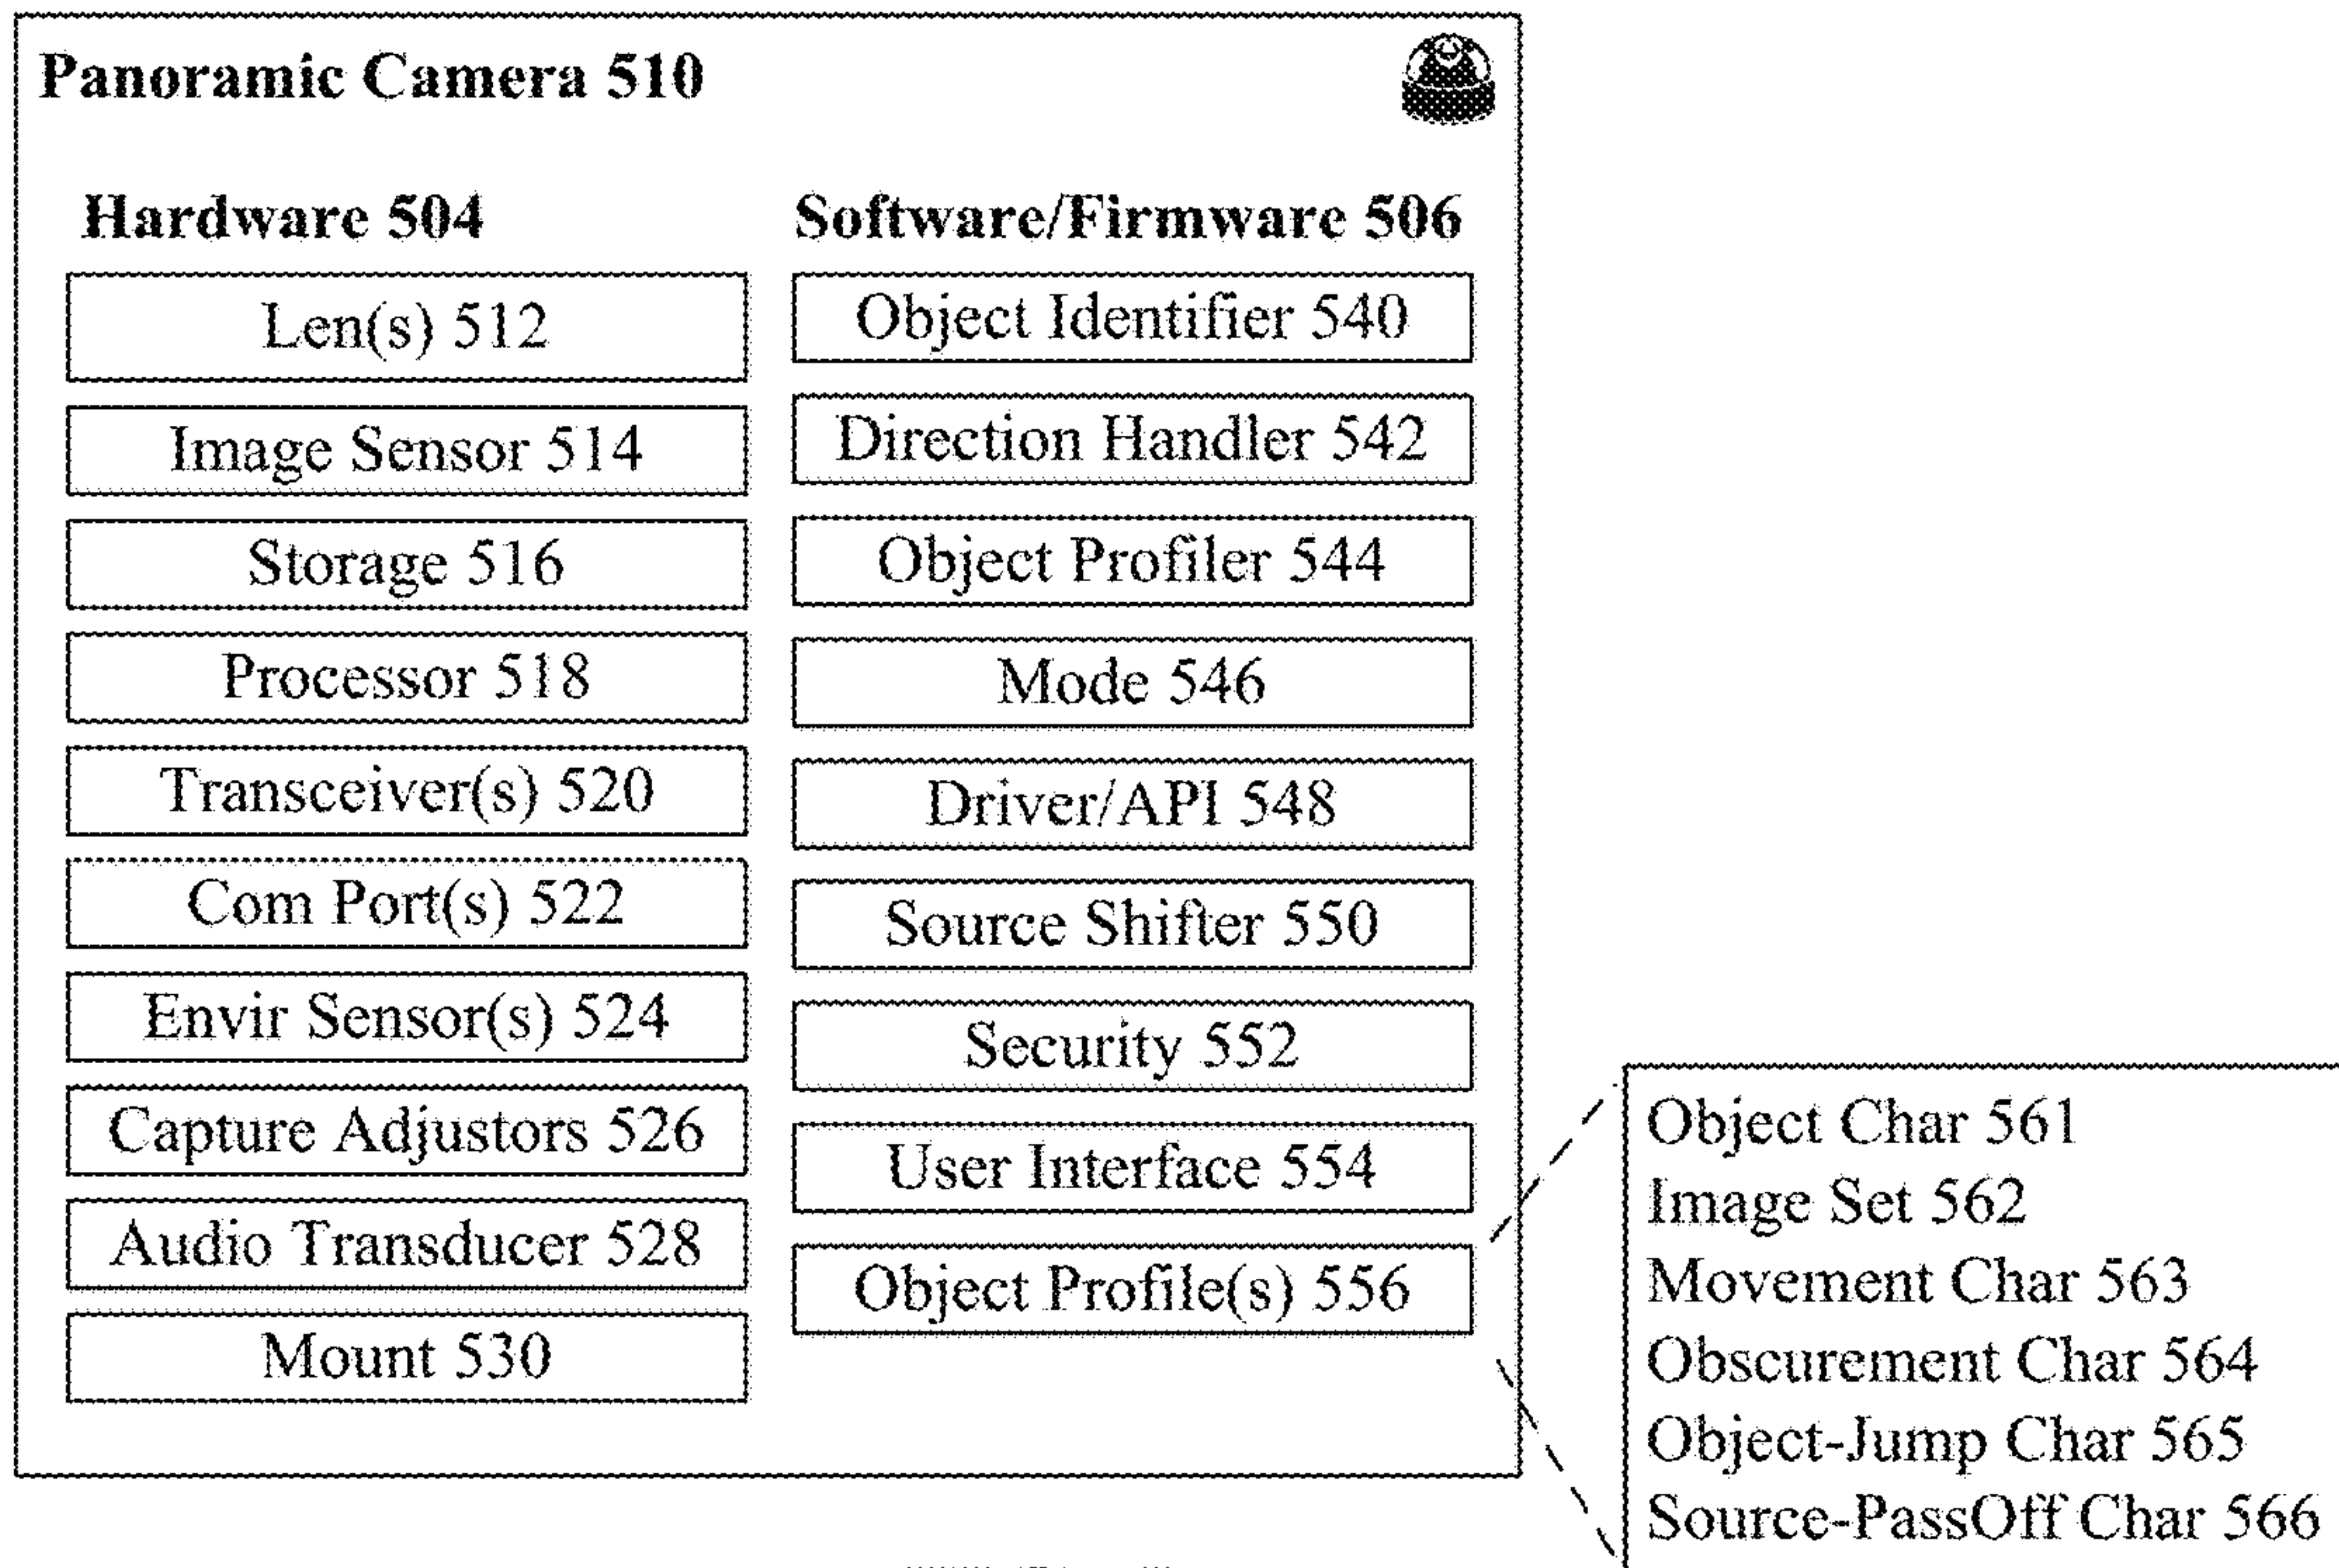 Panoramic Camera 510
Hardware 504
Len(s) 512
Image Sensor 514
Storage 516
Processor 518
Transceiver(s) 520
Com Port(s) 522
Envir Sensor(s) 524
Capture Adjustors 526
Audio Transducer 528
Mount 530
Software/Firmware 506
Object Identifier 540
Direction Handler 542
Object Profiler 544
Mode 546
Driver/API 548
Source Shifter 550
Security 552
User Interface 554
Object Profile(s) 556
Object Char 561
Image Set 562
Movement Char 563
Obscurement Char 564
Object-Jump Char 565
Source-PassOff Char 566